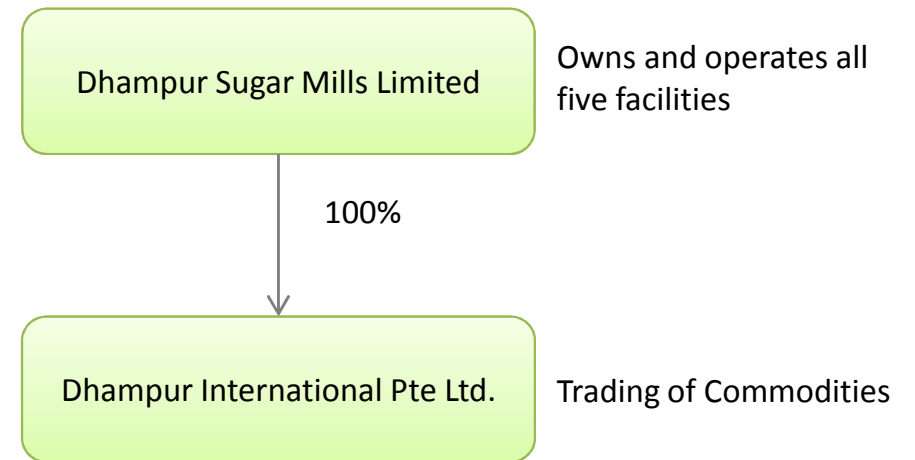 Dhampur Sugar Mills Limited
Owns and operates all
five facilities
100%
Dhampur International Pte Ltd.
Trading of Commodities